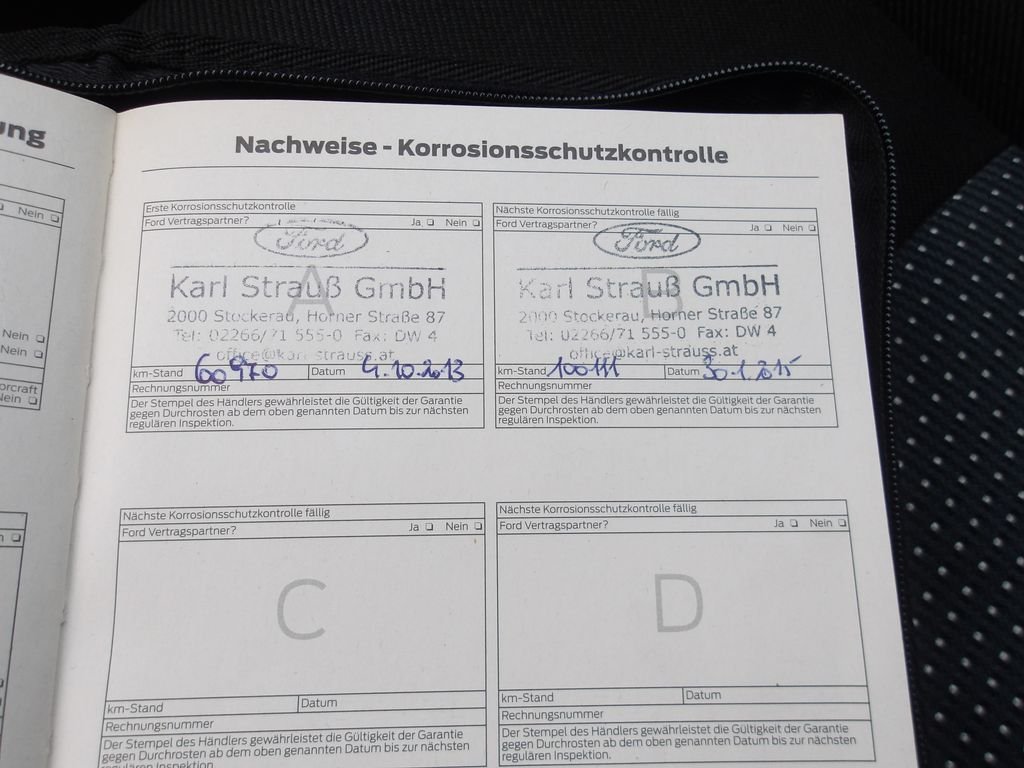 ung
Nachweise - Korrosionsschutzkontrolle
Nein
Nein
Nein
orcraft
Nein
Erste Korrosionsschutzkontrolle
Ford Vertragspartner? Ja Nein
Ford
A
Karl Strauß GmbH
2000 Stockerau, Horner Straße 87
Tel: 02266/71 555-0 Fax: DW 4
office@karl-strauss.at
km-Stand 60970 Datum 4.10.2013
Rechnungsnummer
Der Stempel des Händlers gewährleistet die Gültigkeit der Garantie
gegen Durchrosten ab dem oben genannten Datum bis zur nächsten
regulären Inspektion.
Nächste Korrosionsschutzkontrolle fällig
Ford Vertragspartner? Ja Nein
Ford
B
Karl Strauß GmbH
2000 Stockerau, Horner Straße 87
Tel: 02266/71 555-0 Fax: DW 4
office@karl-strauss.at
km-Stand 100111 Datum 30.1.2015
Rechnungsnummer
Der Stempel des Händlers gewährleistet die Gültigkeit der Garantie
gegen Durchrosten ab dem oben genannten Datum bis zur nächsten
regulären Inspektion.
Nächste Korrosionsschutzkontrolle fällig
Ford Vertragspartner? Ja Nein
C
km-Stand Datum
Rechnungsnummer
Der Stempel des Händlers gewährleistet die Gültigkeit der Garantie
gegen Durchrosten ab dem oben genannten Datum bis zur nächsten
regulären Inspektion.
Nächste Korrosionsschutzkontrolle fällig
Ford Vertragspartner? Ja Nein
D
km-Stand Datum
Rechnungsnummer
Der Stempel des Händlers gewährleistet die Gültigkeit der Garantie
gegen Durchrosten ab dem oben genannten Datum bis zur nächsten
regulären Inspektion.